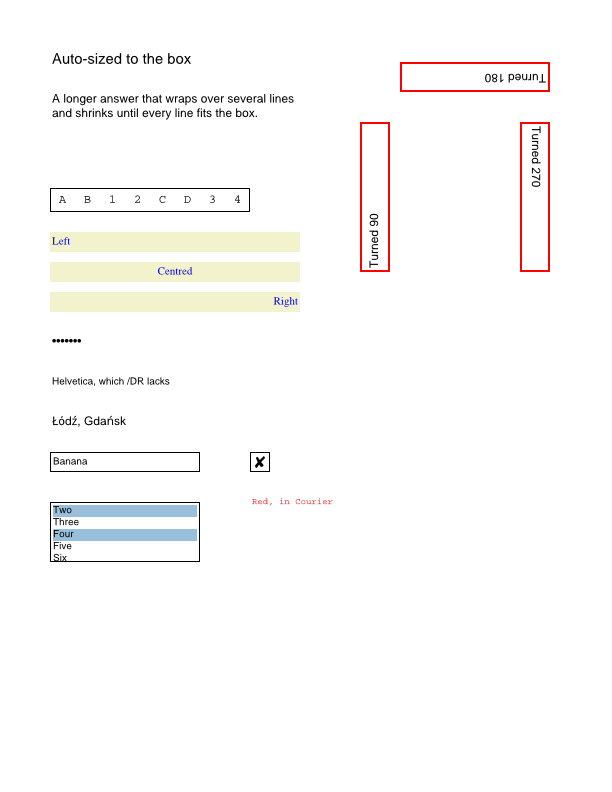 Auto-sized to the box
Turned 180
A longer answer that wraps over several lines
and shrinks until every line fits the box.
Turned 90
Turned 270
A B 1 2 C D 3 4
Left
Centred
Right
•••••••
Helvetica, which /DR lacks
Łódź, Gdańsk
Banana
✘
Red, in Courier
Two
Three
Four
Five
Six